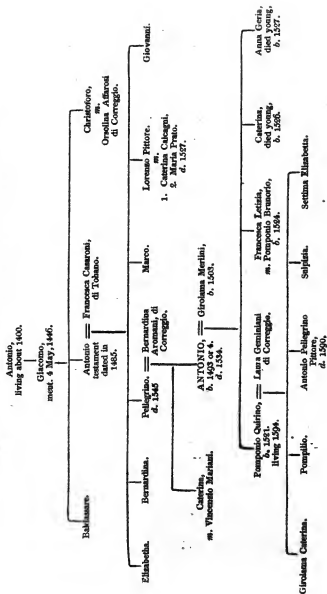 Antonio,
living about 1400.
Giacomo,
ment. 4 May, 1446.
Baldassare.
Antonio
testament
dated in
1485.
= Francesca Casaroni,
di Tobano.
Christoforo,
m.
Orsolina Affarosi
di Correggio.
Elisabetha.
Bernardina.
Pellegrino.
d. 1545
= Bernardina
Aromani, di
Correggio.
Marco.
Lorenzo Pittore.
m.
1. Caterina Calcagni,
2. Maria Prato.
d. 1527.
Giovanni.
Caterina,
m. Vincenzio Mariani.
ANTONIO,
b. 1493 or 4.
d. 1534.
= Girolama Merlini,
b. 1503.
Pomponio Quirino,
b. 1521.
living 1594.
= Laura Geminiani
di Correggio.
Francesca Letizia,
m. Pomponio Brunorio,
b. 1524.
Caterina,
died young,
b. 1526.
Anna Geria,
died young,
b. 1527.
Girolama Caterina.
Pompilio.
Antonio Pellegrino
Pittore,
d. 1590.
Sulpizia.
Settima Elisabetta.